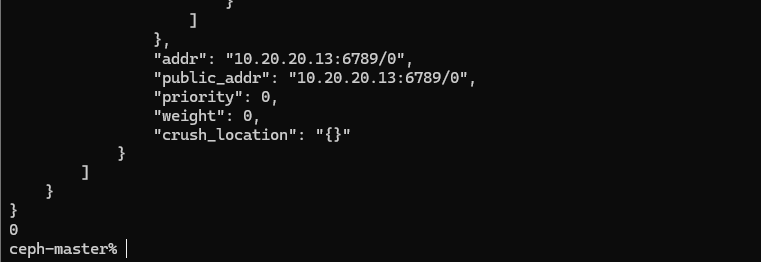 }
]
},
"addr": "10.20.20.13:6789/0",
"public_addr": "10.20.20.13:6789/0",
"priority": 0,
"weight": 0,
"crush_location": "{}"
}
]
}
}
0
ceph-master%